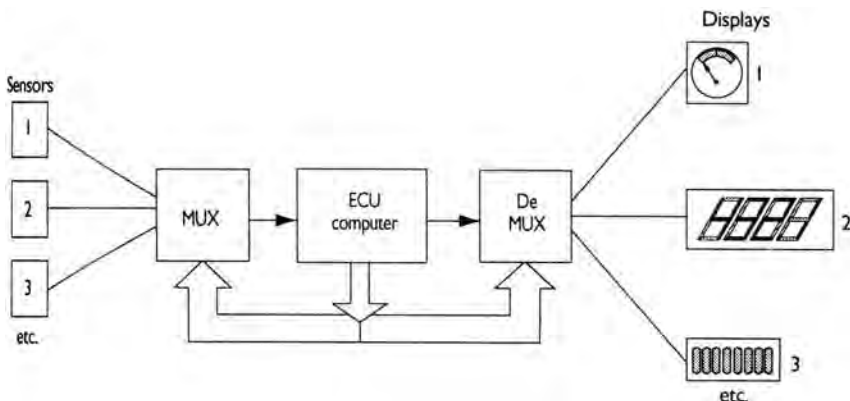 Sensors
1
2
3
etc.
MUX
ECU
computer
De
MUX
Displays
1
2
3
etc.